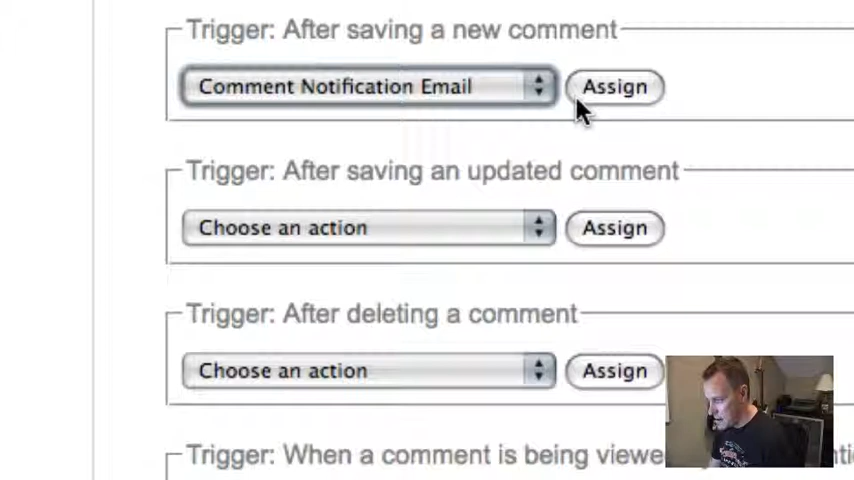 Trigger: After saving a new comment
Comment Notification Email Assign
Trigger: After saving an updated comment
Choose an action Assign
Trigger: After deleting a comment
Choose an action Assign
Trigger: When a comment is being viewe